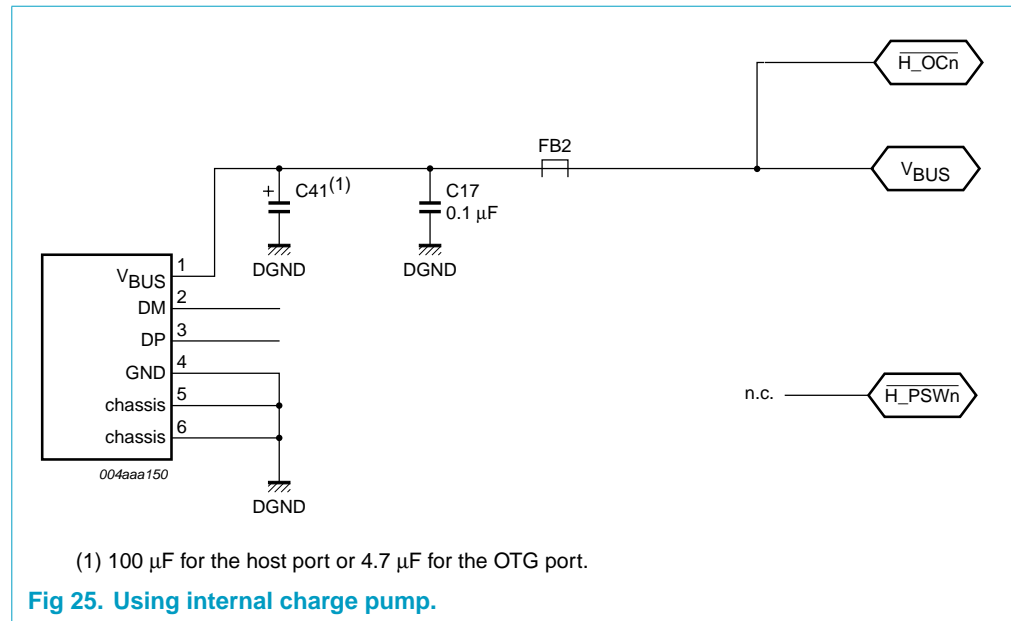 H_OCn
FB2
VBUS
+ C41(1)
C17
0.1 μF
DGND
DGND
VBUS 1
DM 2
DP 3
GND 4
chassis 5
chassis 6
n.c.
H_PSWn
004aaa150
DGND
(1) 100 μF for the host port or 4.7 μF for the OTG port.
Fig 25. Using internal charge pump.